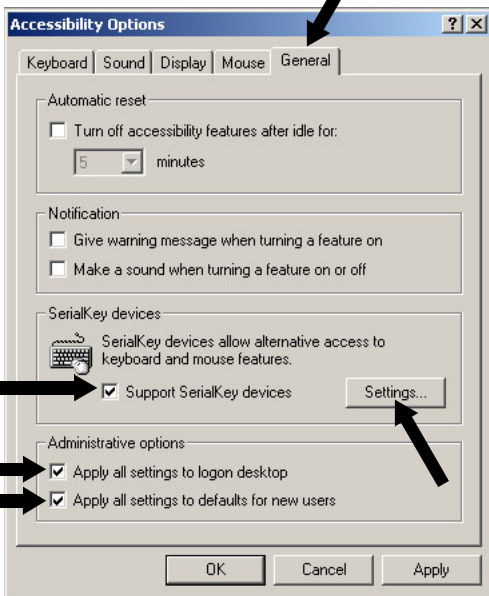 Accessibility Options
Keyboard Sound Display Mouse General
Automatic reset
Turn off accessibility features after idle for:
5 minutes
Notification
Give warning message when turning a feature on
Make a sound when turning a feature on or off
SerialKey devices
SerialKey devices allow alternative access to
keyboard and mouse features.
Support SerialKey devices Settings...
Administrative options
Apply all settings to logon desktop
Apply all settings to defaults for new users
OK Cancel Apply